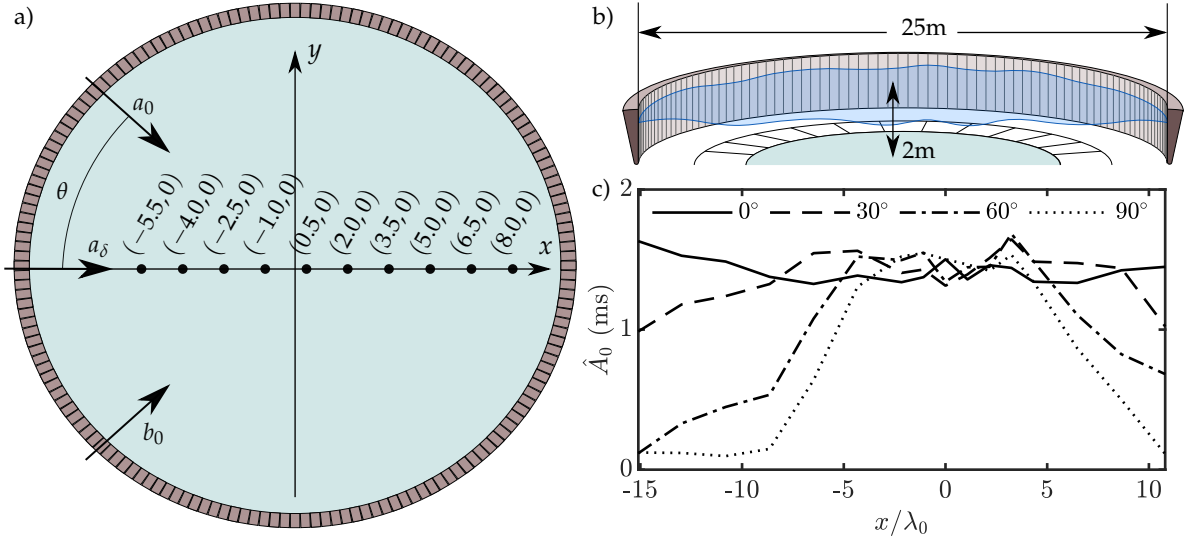 a)
y
a₀
θ
(−5.5, 0)
(−4.0, 0)
(−2.5, 0)
(−1.0, 0)
(0.5, 0)
(2.0, 0)
(3.5, 0)
(5.0, 0)
(6.5, 0)
(8.0, 0)
x
a_δ
b₀
b)
25m
2m
c)
0° 30° 60° 90°
2
1
0
Â₀ (ms)
-15 -10 -5 0 5 10
x/λ₀